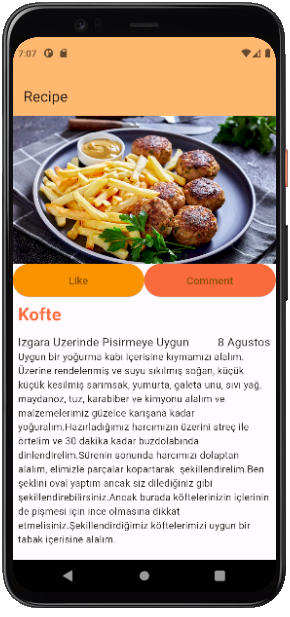 7:07
Recipe
Like
Comment
Kofte
Izgara Uzerinde Pisirmeye Uygun 8 Agustos
Uygun bir yoğurma kabı içerisine kıymamızı alalım.
Üzerine rendelenmiş ve suyu sıkılmış soğan, küçük
küçük kesilmiş sarımsak, yumurta, galeta unu, sıvı yağ,
maydanoz, tuz, karabiber ve kimyonu alalım ve
malzemelerimiz güzelce karışana kadar
yoğuralım.Hazırladığımız harcımızın üzerini streç ile
örtelim ve 30 dakika kadar buzdolabında
dinlendirelim.Sürenin sonunda harcımızı dolaptan
alalım, elimizle parçalar kopartarak şekillendirelim.Ben
şeklini oval yaptım ancak siz dilediğiniz gibi
şekillendirebilirsiniz.Ancak burada köftelerinizin içlerinin
de pişmesi için ince olmasına dikkat
etmelisiniz.Şekillendirdiğimiz köftelerimizi uygun bir
tabak içerisine alalım.